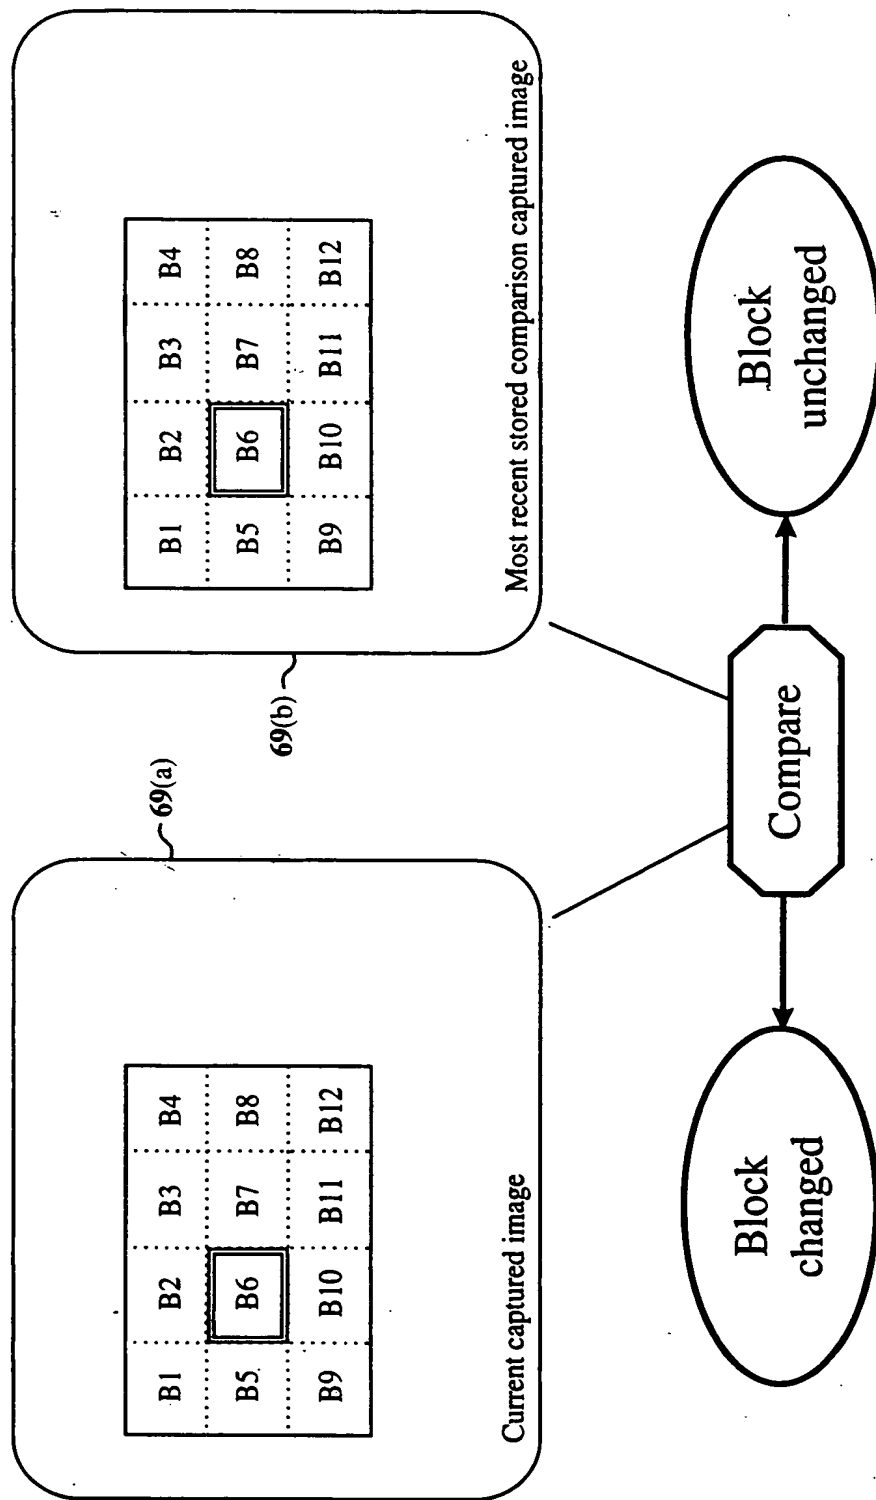 69(a)
B1 B2 B3 B4
B5 B6 B7 B8
B9 B10 B11 B12
Current captured image
69(b)
B1 B2 B3 B4
B5 B6 B7 B8
B9 B10 B11 B12
Most recent stored comparison captured image
Block
changed
Compare
Block
unchanged